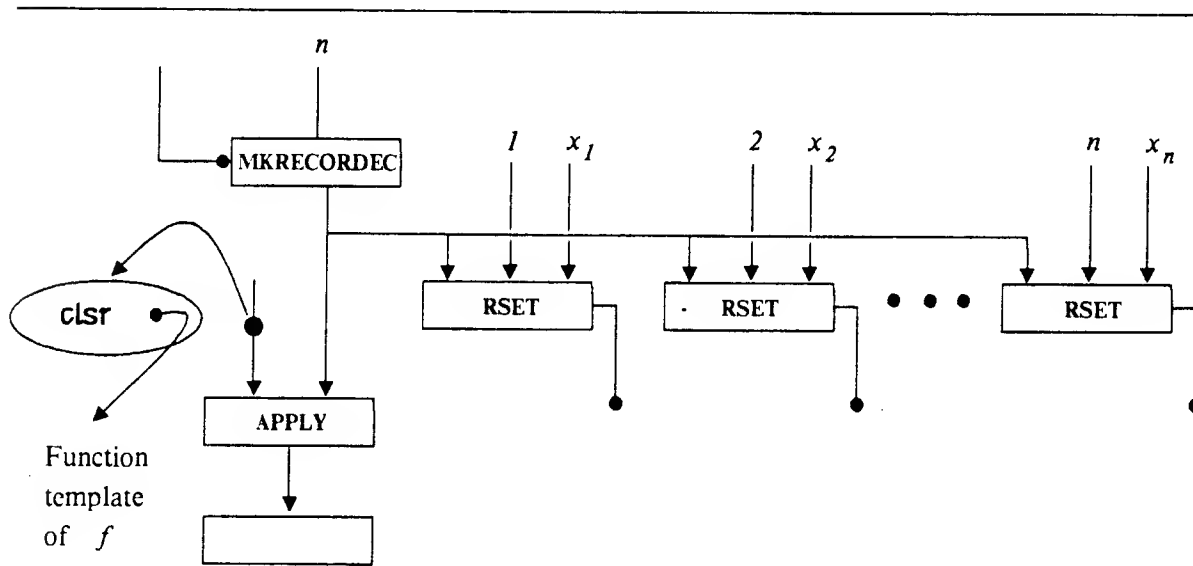 n
MKRECORDEC
1 x1 2 x2 n xn
clsr
RSET RSET RSET
APPLY
Function
template
of f